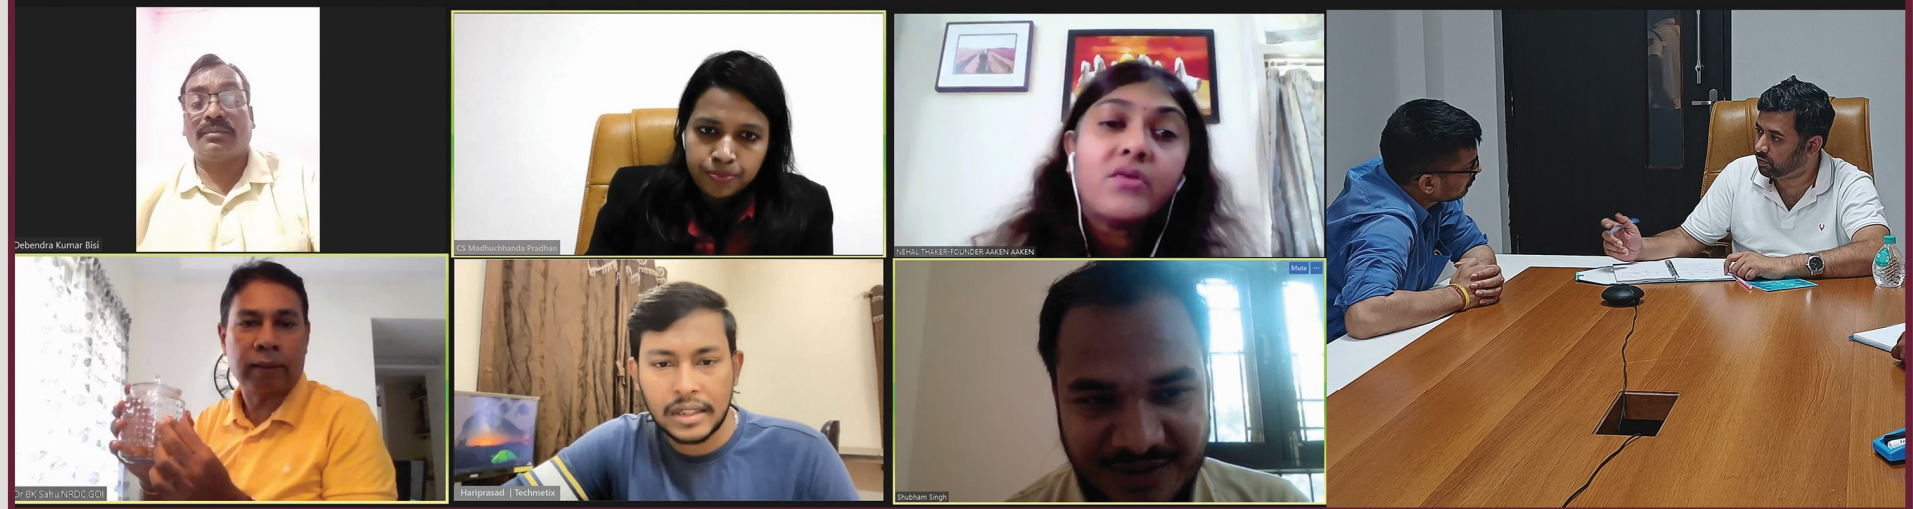 Debendra Kumar Bisi
CS Madhuchhanda Pradhan
NEHAL THAKER-FOUNDER AAKEN AAKEN
Mute
Dr BK Sahu,NRDC,GOI
Hariprasad | Techmetix
Shubham Singh